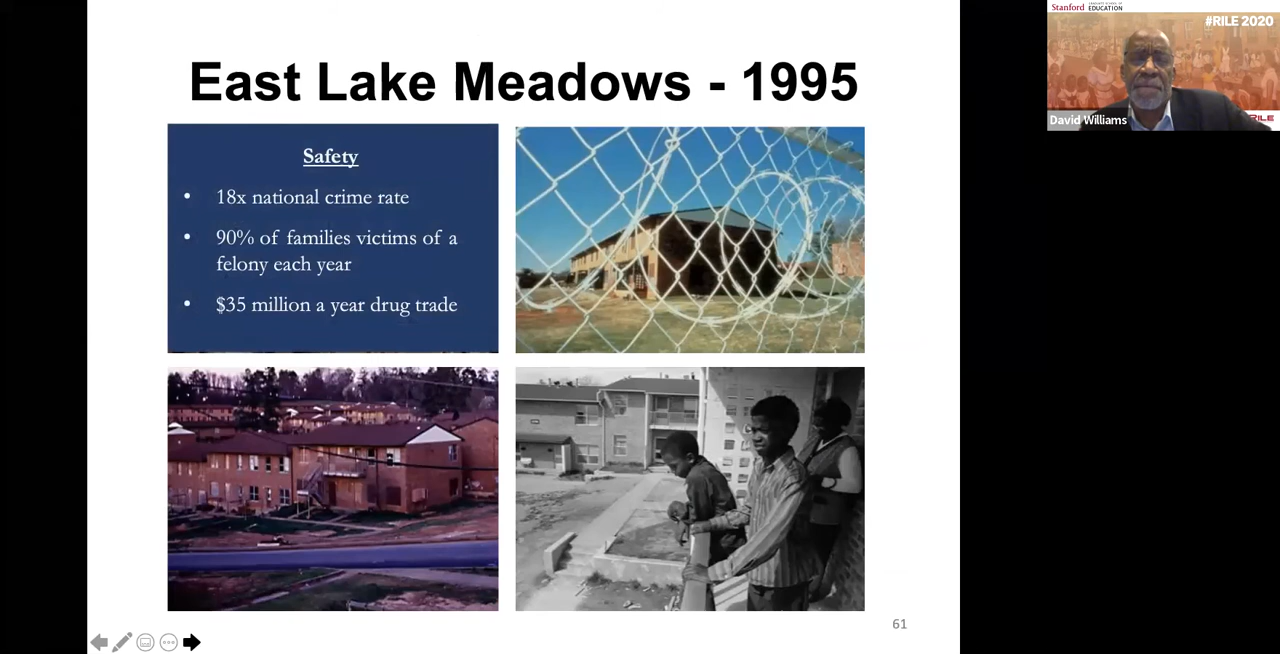 East Lake Meadows - 1995
Safety
• 18x national crime rate
• 90% of families victims of a
felony each year
• $35 million a year drug trade
61
Stanford
EDUCATION
#RILE 2020
David Williams
RILE